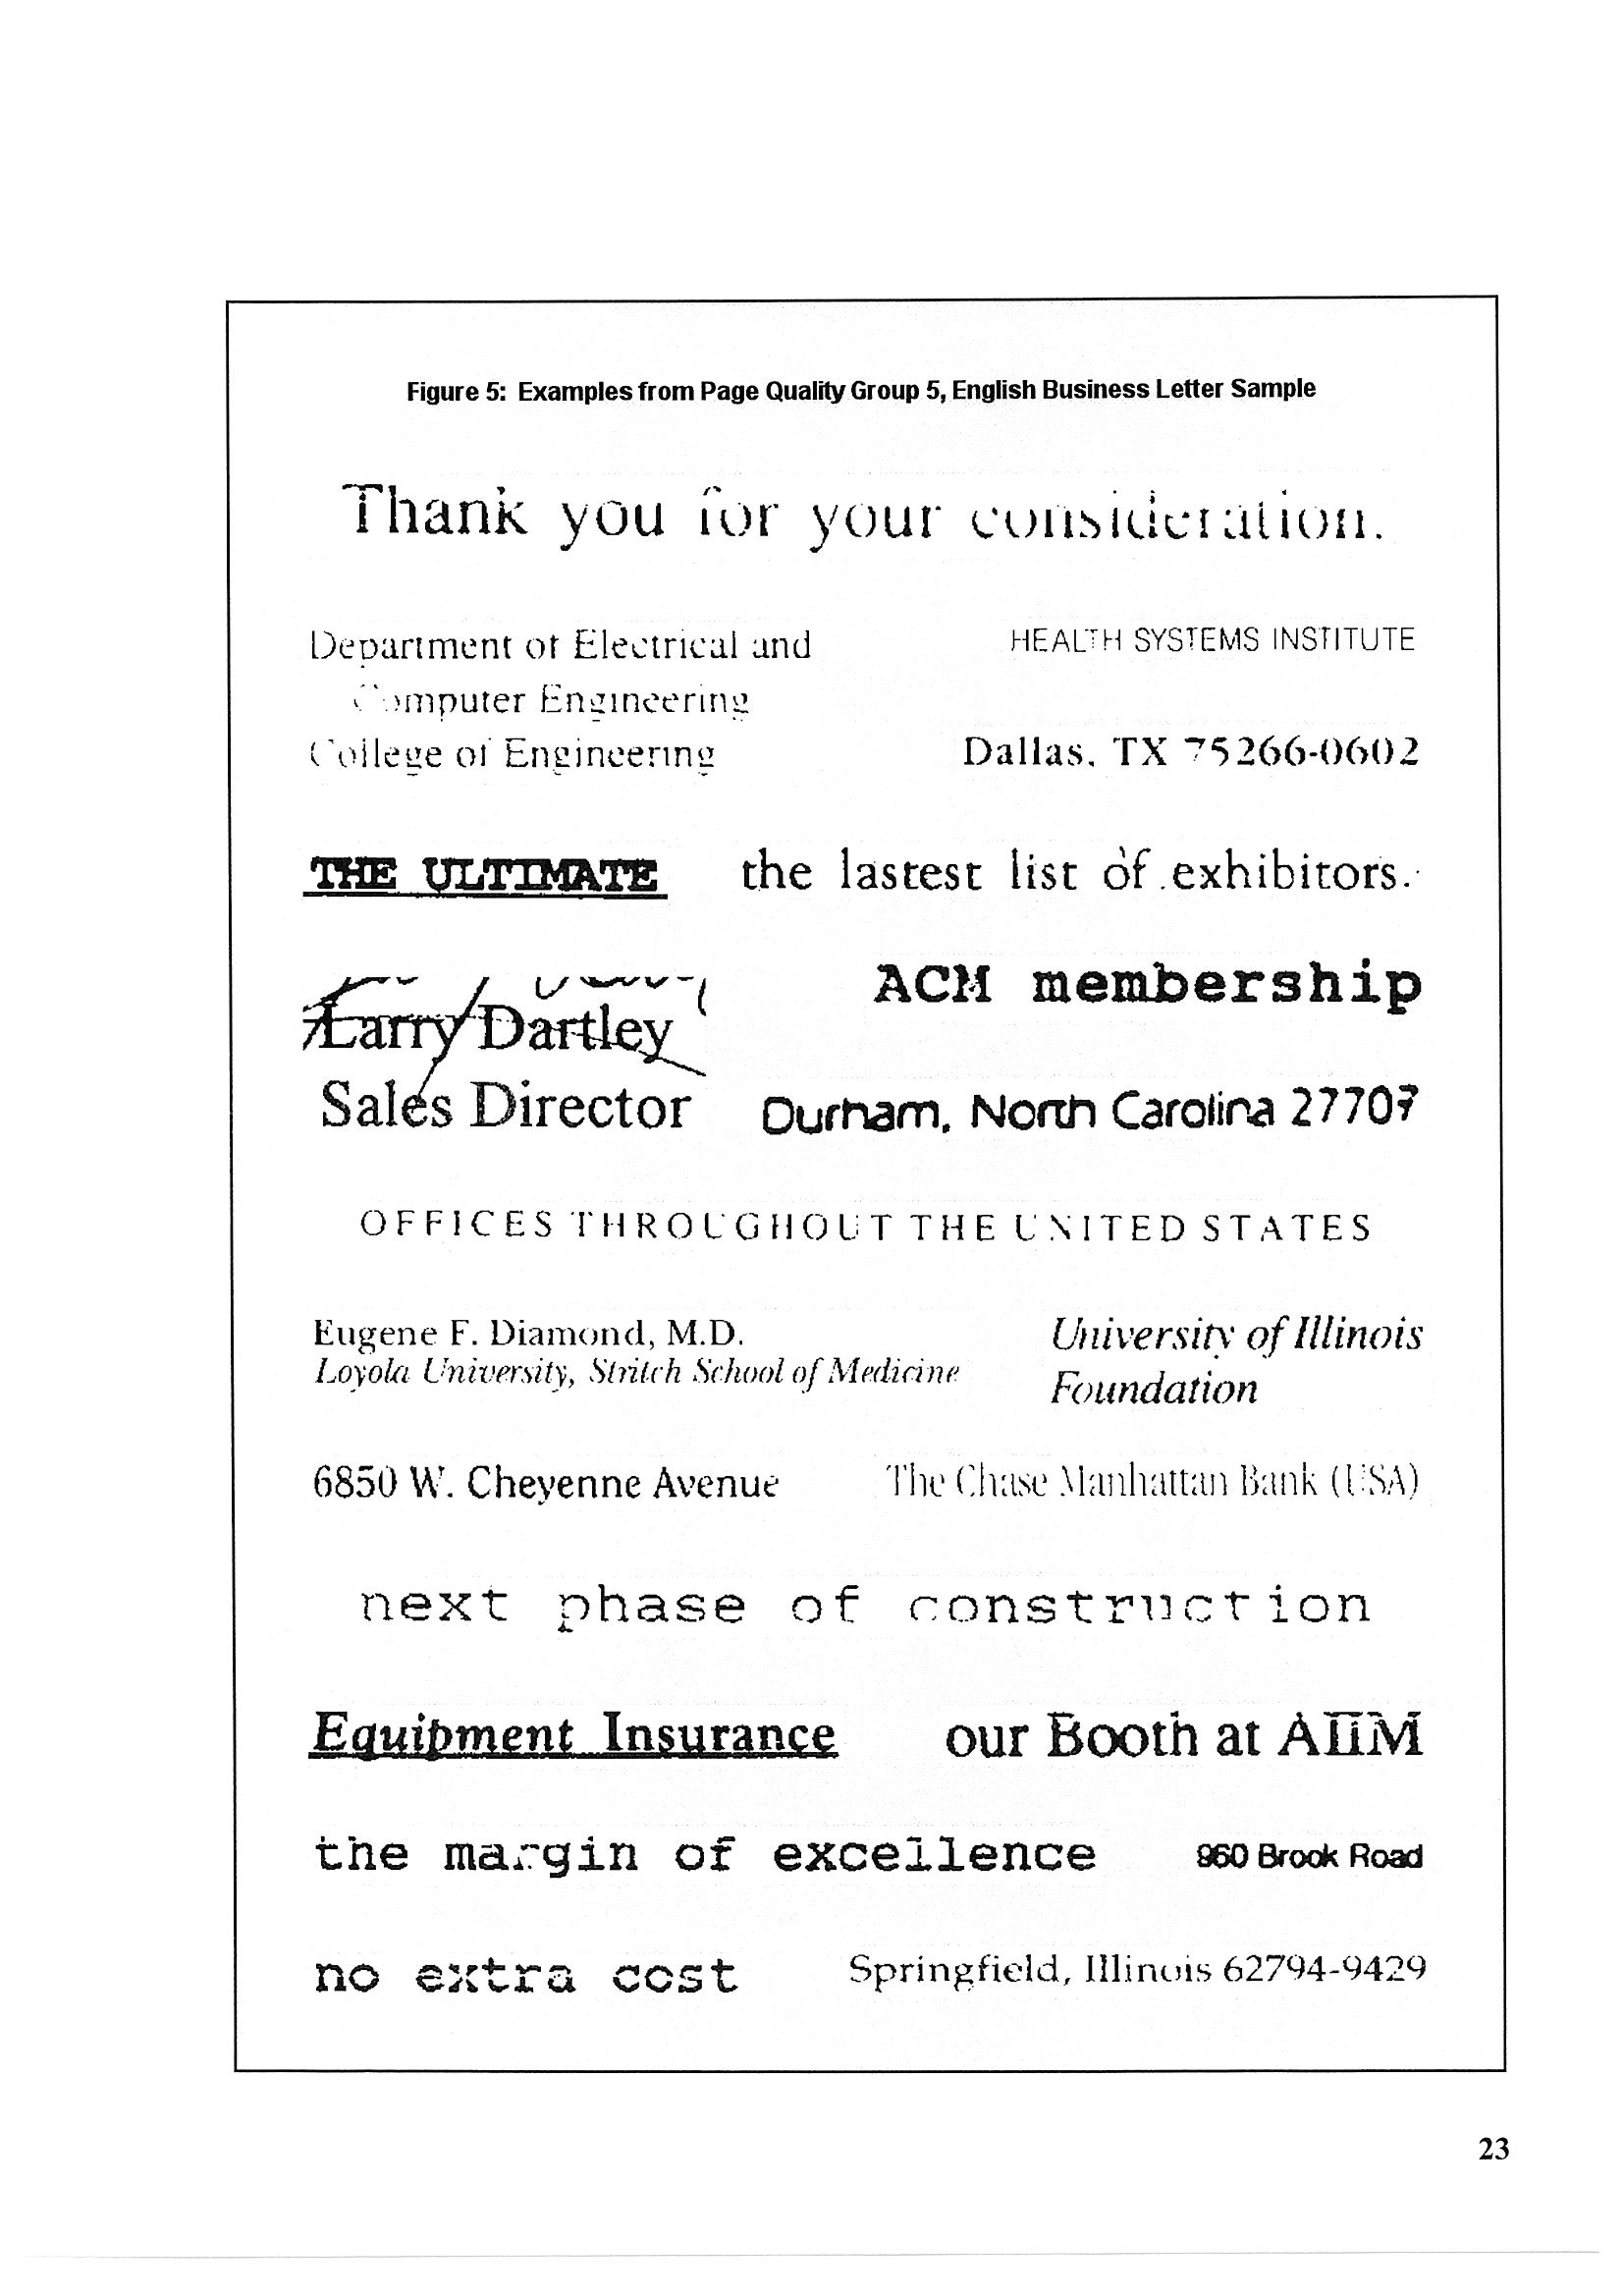 Figure 5: Examples from Page Quality Group 5, English Business Letter Sample
Thank you for your consideration.
Department of Electrical and
Computer Engineering
College of Engineering
HEALTH SYSTEMS INSTITUTE
Dallas, TX 75266-0602
THE ULTIMATE
the lastest list of exhibitors.
Larry Dartley
Sales Director
ACM membership
Durham, North Carolina 27707
OFFICES THROUGHOUT THE UNITED STATES
Eugene F. Diamond, M.D.
Loyola University, Stritch School of Medicine
University of Illinois
Foundation
6850 W. Cheyenne Avenue
The Chase Manhattan Bank (USA)
next phase of construction
Equipment Insurance
our Booth at AIIM
the margin of excellence
960 Brook Road
no extra cost
Springfield, Illinois 62794-9429
23